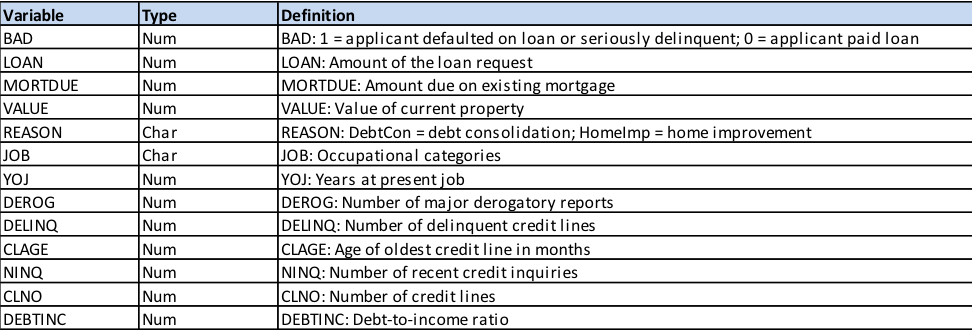 Variable Type Definition
BAD Num BAD: 1 = applicant defaulted on loan or seriously delinquent; 0 = applicant paid loan
LOAN Num LOAN: Amount of the loan request
MORTDUE Num MORTDUE: Amount due on existing mortgage
VALUE Num VALUE: Value of current property
REASON Char REASON: DebtCon = debt consolidation; HomeImp = home improvement
JOB Char JOB: Occupational categories
YOJ Num YOJ: Years at present job
DEROG Num DEROG: Number of major derogatory reports
DELINQ Num DELINQ: Number of delinquent credit lines
CLAGE Num CLAGE: Age of oldest credit line in months
NINQ Num NINQ: Number of recent credit inquiries
CLNO Num CLNO: Number of credit lines
DEBTINC Num DEBTINC: Debt-to-income ratio